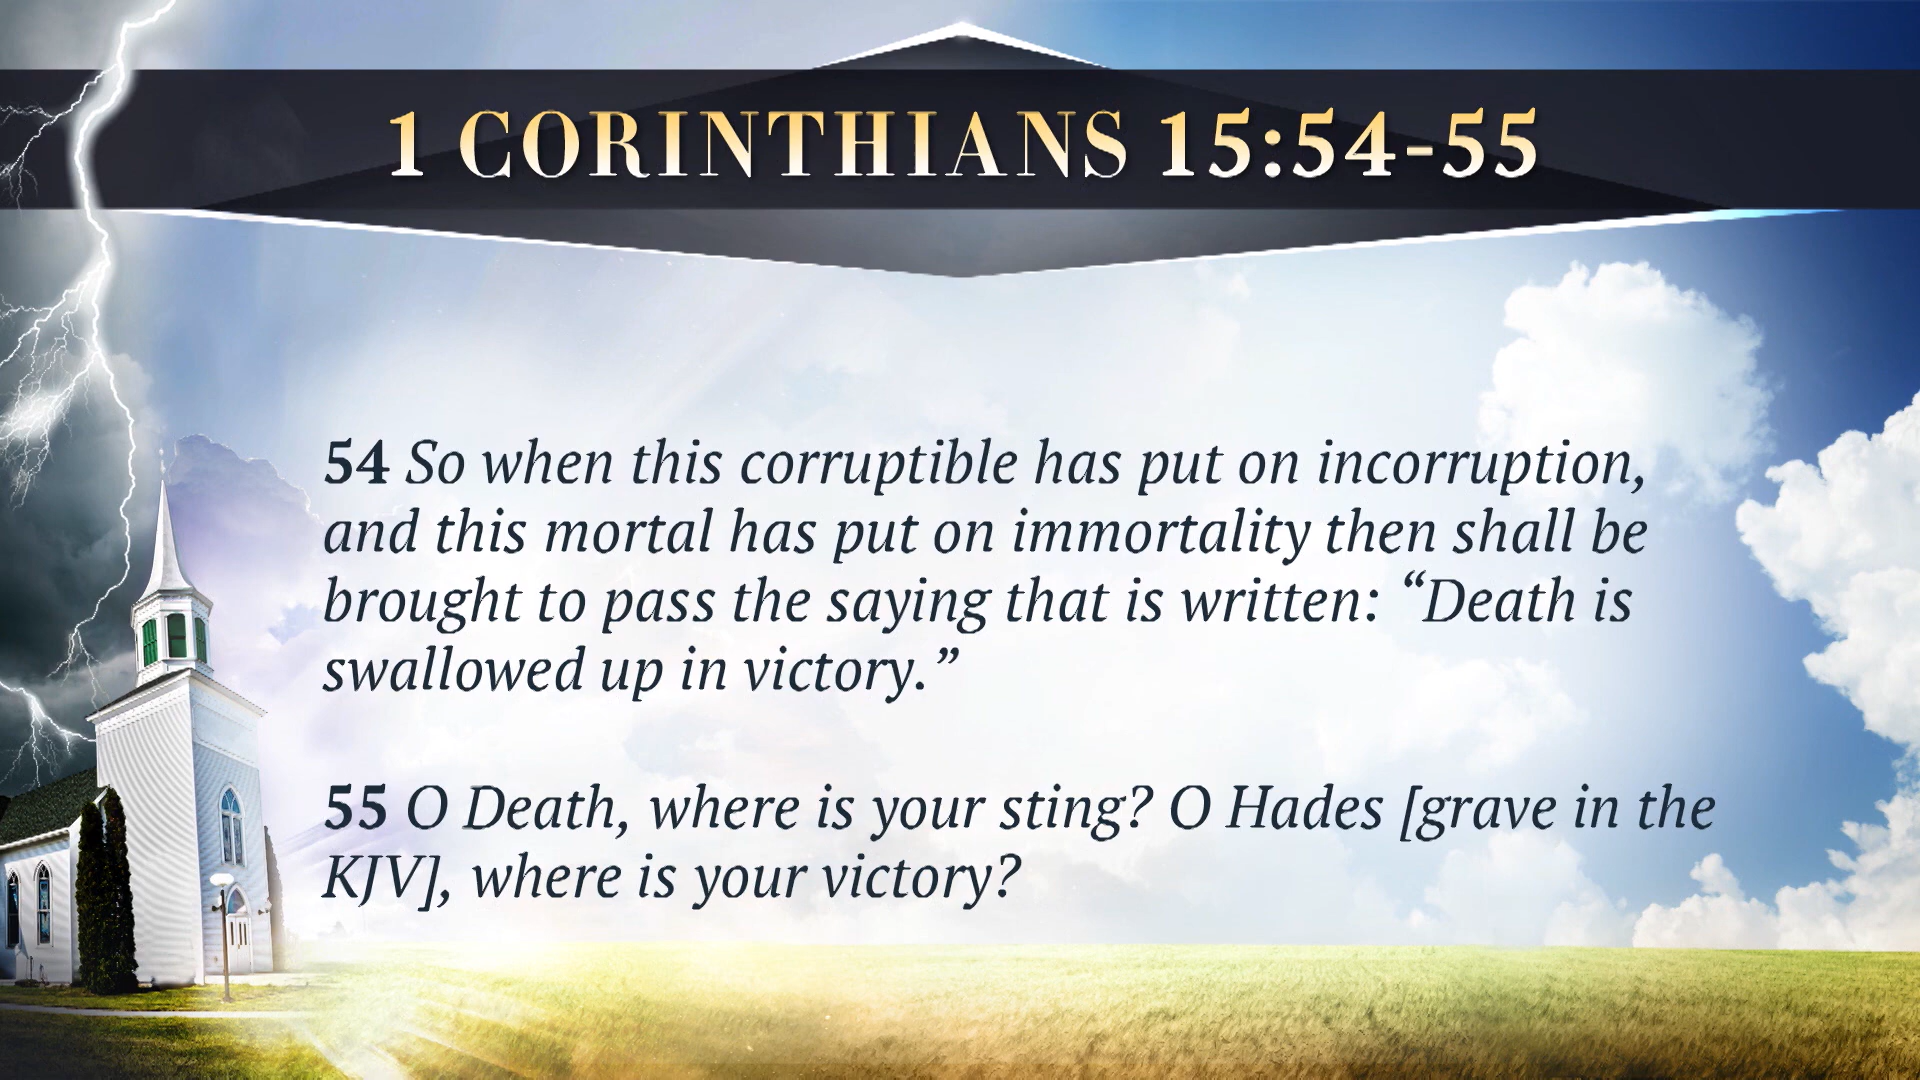 1 CORINTHIANS 15:54-55
54 So when this corruptible has put on incorruption,
and this mortal has put on immortality then shall be
brought to pass the saying that is written: “Death is
swallowed up in victory.”
55 O Death, where is your sting? O Hades [grave in the
KJV], where is your victory?